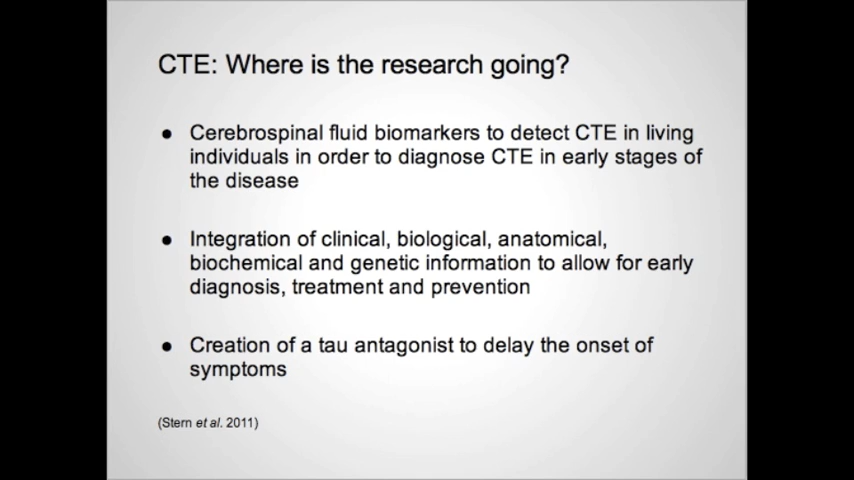 CTE: Where is the research going?
● Cerebrospinal fluid biomarkers to detect CTE in living
individuals in order to diagnose CTE in early stages of
the disease
● Integration of clinical, biological, anatomical,
biochemical and genetic information to allow for early
diagnosis, treatment and prevention
● Creation of a tau antagonist to delay the onset of
symptoms
(Stern et al. 2011)